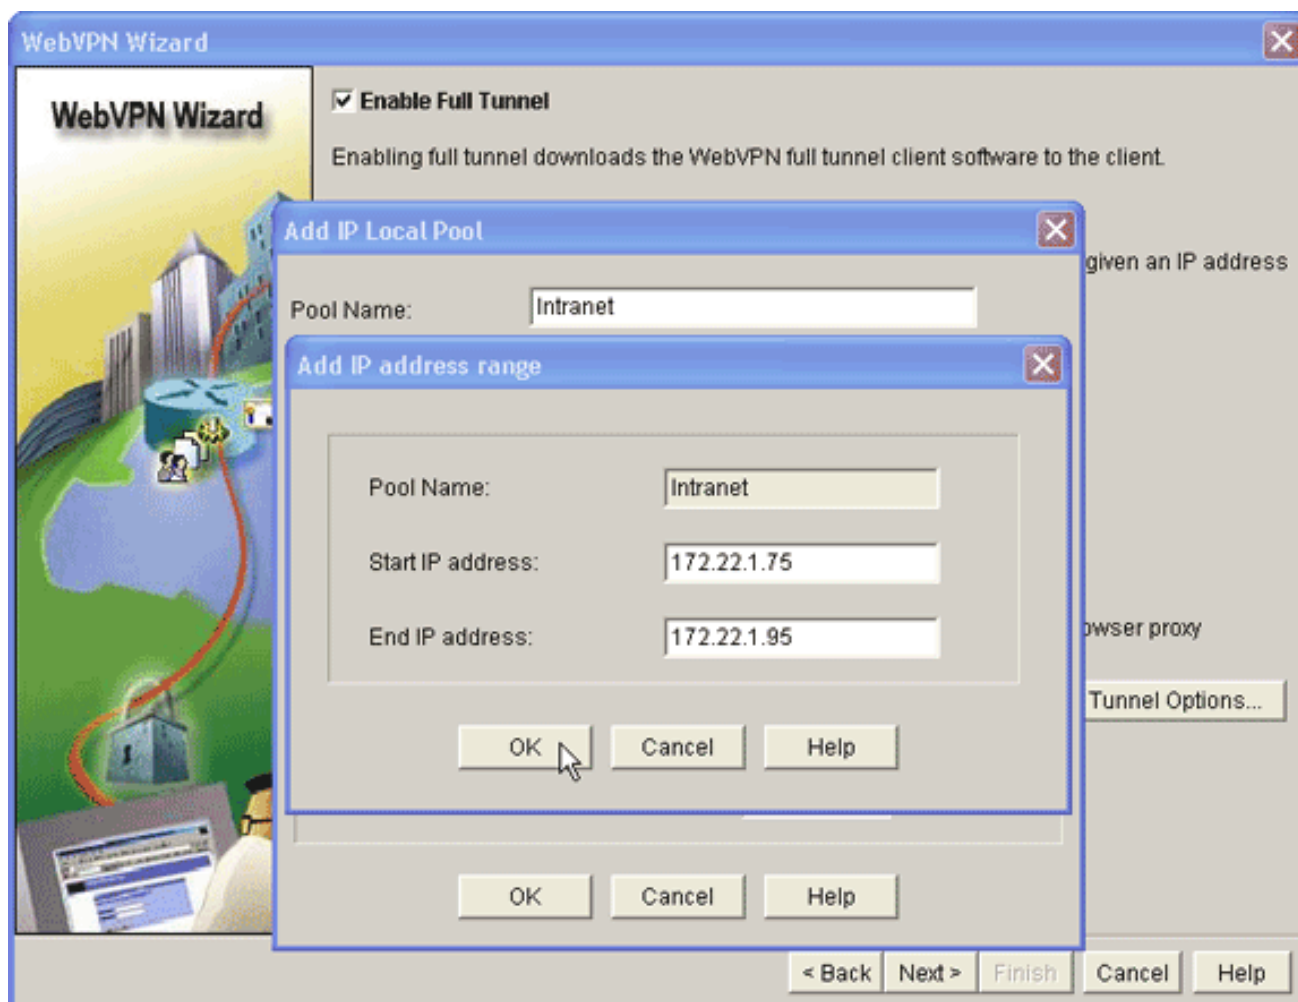 WebVPN Wizard
WebVPN Wizard
Enable Full Tunnel
Enabling full tunnel downloads the WebVPN full tunnel client software to the client.
given an IP address
Add IP Local Pool
Pool Name: Intranet
Add IP address range
Pool Name: Intranet
Start IP address: 172.22.1.75
End IP address: 172.22.1.95
owser proxy
Tunnel Options...
OK Cancel Help
OK Cancel Help
< Back Next > Finish Cancel Help